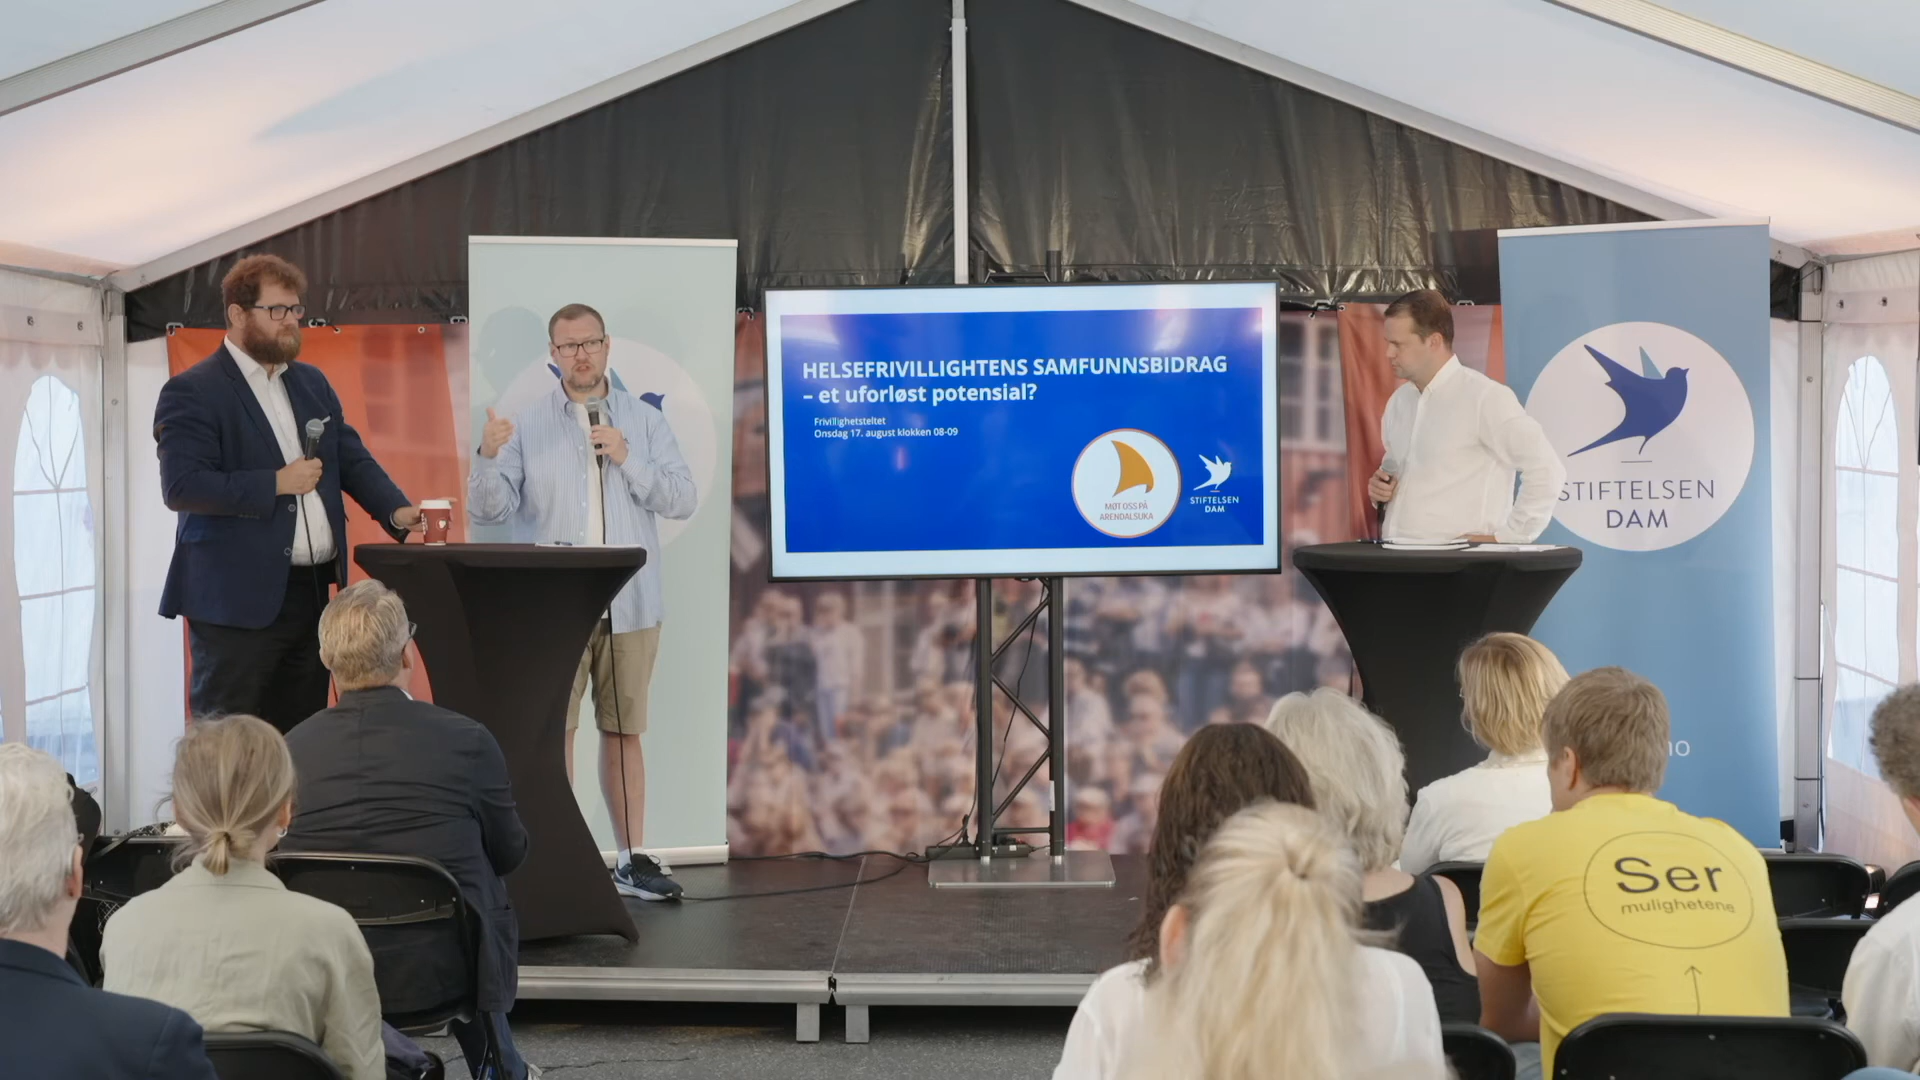 HELSEFRIVILLIGHTENS SAMFUNNSBIDRAG
– et uforløst potensial?
Frivillighetsteltet
Onsdag 17. august klokken 08-09
MØT OSS PÅ
ARENDALSUKA
STIFTELSEN
DAM
STIFTELSEN
DAM
no
Ser
mulighetene